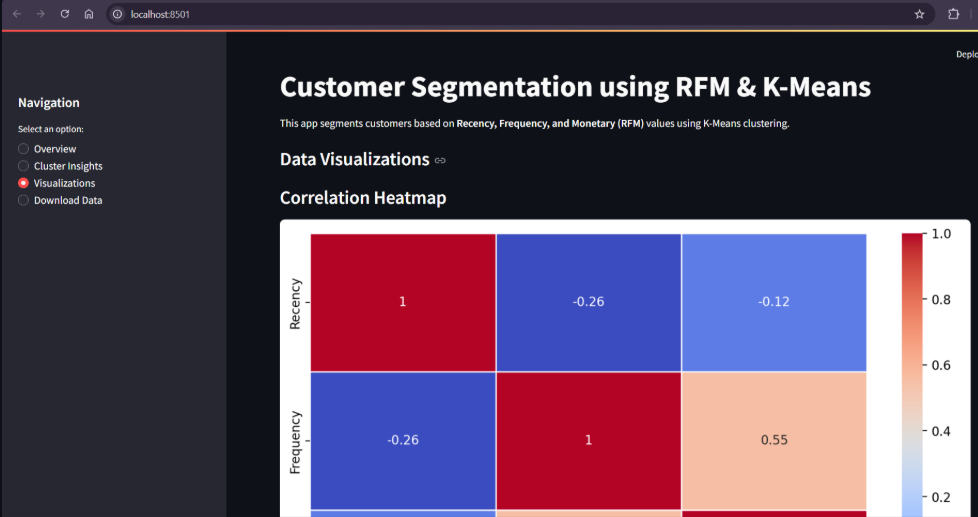 localhost:8501
Deplo
Navigation
Select an option:
Overview
Cluster Insights
Visualizations
Download Data
Customer Segmentation using RFM & K-Means
This app segments customers based on Recency, Frequency, and Monetary (RFM) values using K-Means clustering.
Data Visualizations
Correlation Heatmap
Recency
1
-0.26
-0.12
Frequency
-0.26
1
0.55
1.0
0.8
0.6
0.4
0.2